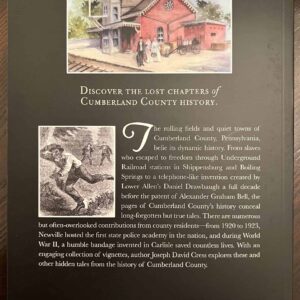 DISCOVER THE LOST CHAPTERS OF
CUMBERLAND COUNTY HISTORY.
The rolling fields and quiet towns of
Cumberland County, Pennsylvania,
belie its dynamic history. From slaves
who escaped to freedom through Underground
Railroad stations in Shippensburg and Boiling
Springs to a telephone-like invention created by
Lower Allen's Daniel Drawbaugh a full decade
before the patent of Alexander Graham Bell, the
pages of Cumberland County's history conceal
long-forgotten but true tales. There are numerous
but often-overlooked contributions from county residents—from 1920 to 1923,
Newville hosted the first state police academy in the nation, and during
World War II, a humble bandage invented in Carlisle saved countless lives. With an
engaging collection of vignettes, author Joseph David Cress explores these and
other hidden tales from the history of Cumberland County.